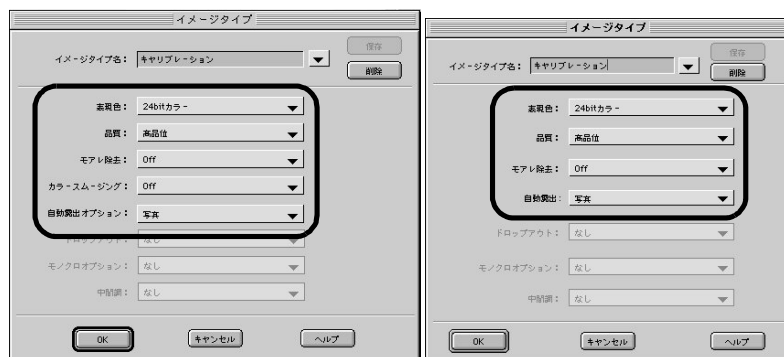 イメージタイプ
イメージタイプ名： キャリブレーション
保存
削除
表現色： 24bitカラー
品質： 高品位
モアレ除去： Off
カラースムージング： Off
自動露出オプション： 写真
ドロップアウト： なし
モノクロオプション： なし
中間調： なし
OK キャンセル ヘルプ
イメージタイプ
イメージタイプ名： キャリブレーション
保存
削除
表現色： 24bitカラー
品質： 高品位
モアレ除去： Off
自動露出： 写真
ドロップアウト： なし
モノクロオプション： なし
中間調： なし
OK キャンセル ヘルプ